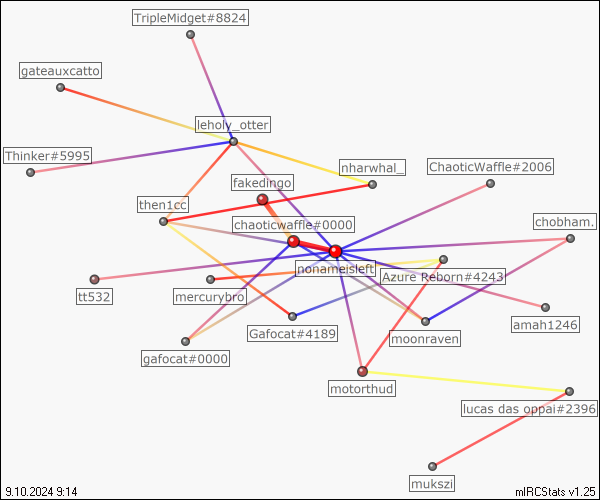 TripleMidget#8824
gateauxcatto
leholy_otter
Thinker#5995
nharwhal_
ChaoticWaffle#2006
fakedingo
then1cc
chaoticwaffle#0000
chobham.
nonameisleft
Azure Reborn#4243
tt532
mercurybro
amah1246
Gafocat#4189
moonraven
gafocat#0000
motorthud
lucas das oppai#2396
mukszi
9.10.2024 9:14
mIRCStats v1.25